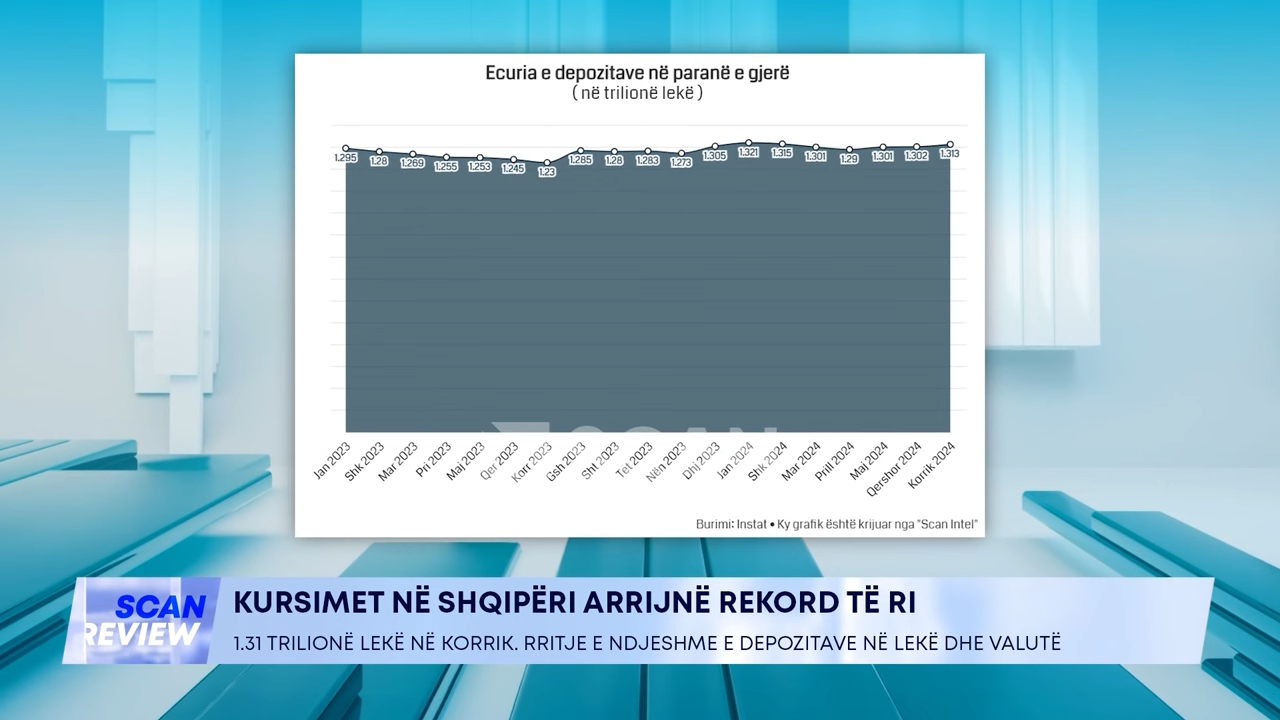 Ecuria e depozitave në paranë e gjerë
( në trilionë lekë )
1.295 1.28 1.269 1.255 1.253 1.245 1.23 1.285 1.28 1.283 1.273 1.305 1.321 1.315 1.301 1.29 1.301 1.302 1.313
SCAN
Jan 2023 Shk 2023 Mar 2023 Pri 2023 Mai 2023 Qer 2023 Korr 2023 Gsh 2023 Sht 2023 Tet 2023 Nën 2023 Dhj 2023 Jan 2024 Shk 2024 Mar 2024 Prill 2024 Maj 2024 Qershor 2024 Korrik 2024
Burimi: Instat • Ky grafik është krijuar nga "Scan Intel"
SCAN
REVIEW
KURSIMET NË SHQIPËRI ARRIJNË REKORD TË RI
1.31 TRILIONË LEKË NË KORRIK. RRITJE E NDJESHME E DEPOZITAVE NË LEKË DHE VALUTË